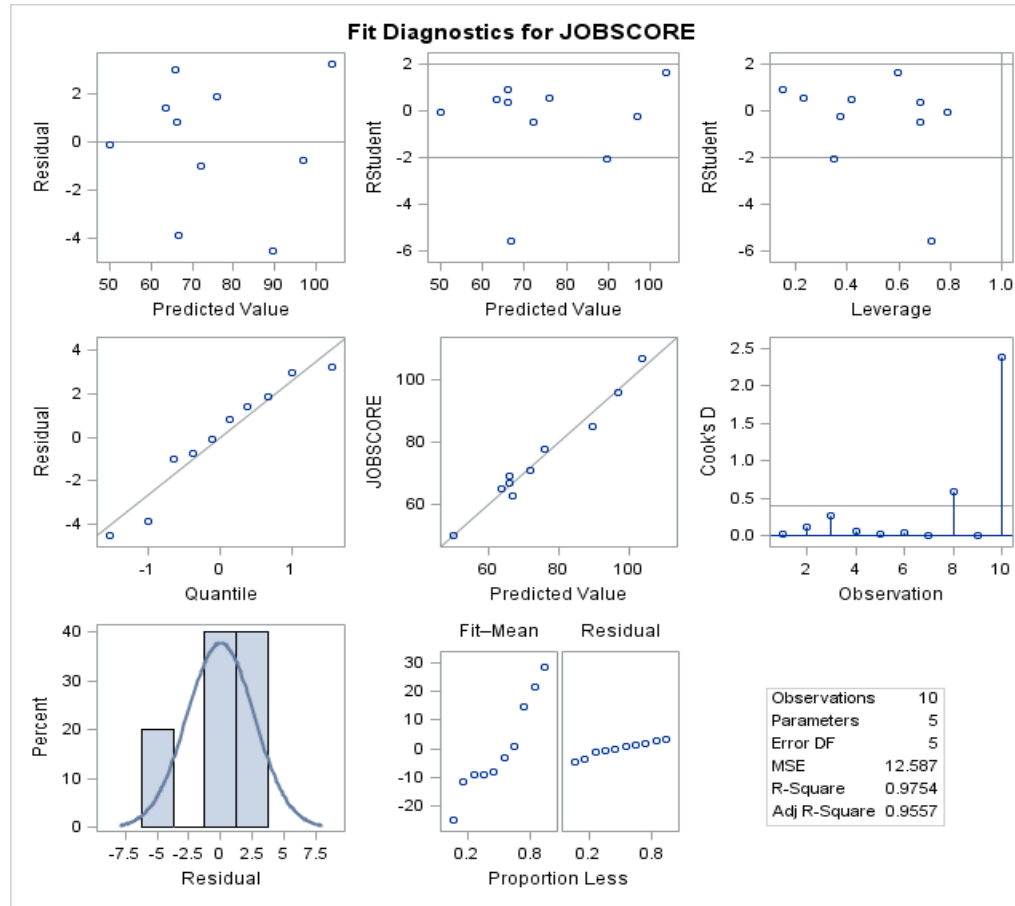 Fit Diagnostics for JOBSCORE
Residual
2
0
-2
-4
50 60 70 80 90 100
Predicted Value
RStudent
2
0
-2
-4
-6
50 60 70 80 90 100
Predicted Value
RStudent
2
0
-2
-4
-6
0.2 0.4 0.6 0.8 1.0
Leverage
Residual
4
2
0
-2
-4
-1 0 1
Quantile
JOBSCORE
100
80
60
60 80 100
Predicted Value
Cook's D
2.5
2.0
1.5
1.0
0.5
0.0
2 4 6 8 10
Observation
Percent
40
30
20
10
0
-7.5 -5 -2.5 0 2.5 5 7.5
Residual
Fit–Mean Residual
30
20
10
0
-10
-20
0.2 0.8 0.2 0.8
Proportion Less
Observations 10
Parameters 5
Error DF 5
MSE 12.587
R-Square 0.9754
Adj R-Square 0.9557